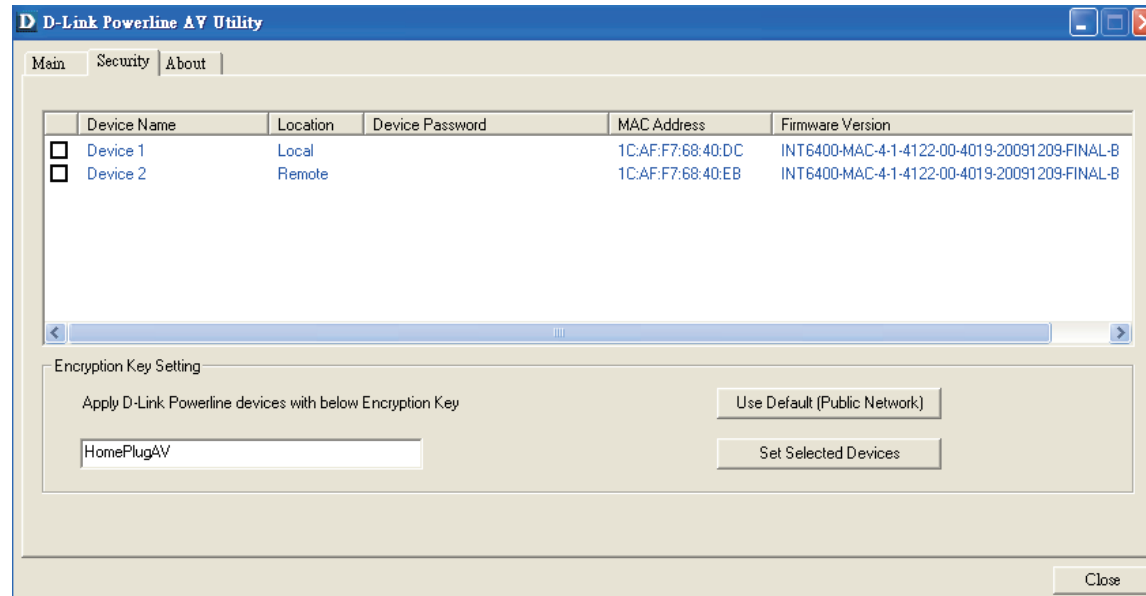 D D-Link Powerline AV Utility
Main Security About
Device Name Location Device Password MAC Address Firmware Version
Device 1 Local 1C:AF:F7:68:40:DC INT6400-MAC-4-1-4122-00-4019-20091209-FINAL-B
Device 2 Remote 1C:AF:F7:68:40:EB INT6400-MAC-4-1-4122-00-4019-20091209-FINAL-B
Encryption Key Setting
Apply D-Link Powerline devices with below Encryption Key Use Default (Public Network)
HomePlugAV Set Selected Devices
Close